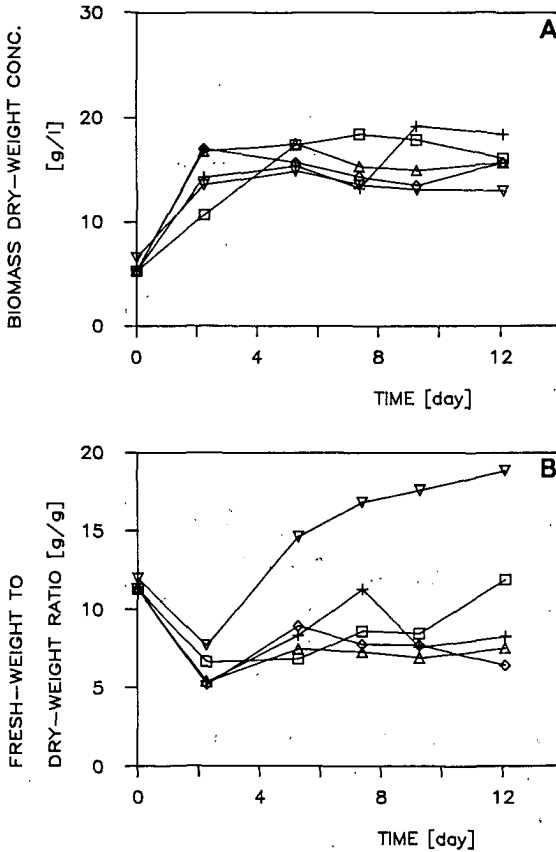 A
BIOMASS DRY-WEIGHT CONC.
[g/l]
30
20
10
0
0
4
8
12
TIME [day]
B
FRESH-WEIGHT TO
DRY-WEIGHT RATIO [g/g]
20
15
10
5
0
0
4
8
12
TIME [day]